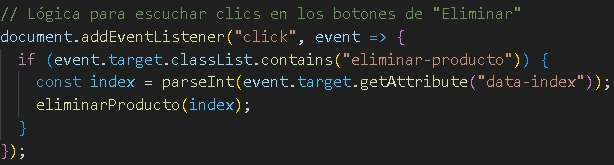 // Lógica para escuchar clics en los botones de "Eliminar"
document.addEventListener("click", event => {
  if (event.target.classList.contains("eliminar-producto")) {
    const index = parseInt(event.target.getAttribute("data-index"));
    eliminarProducto(index);
  }
});